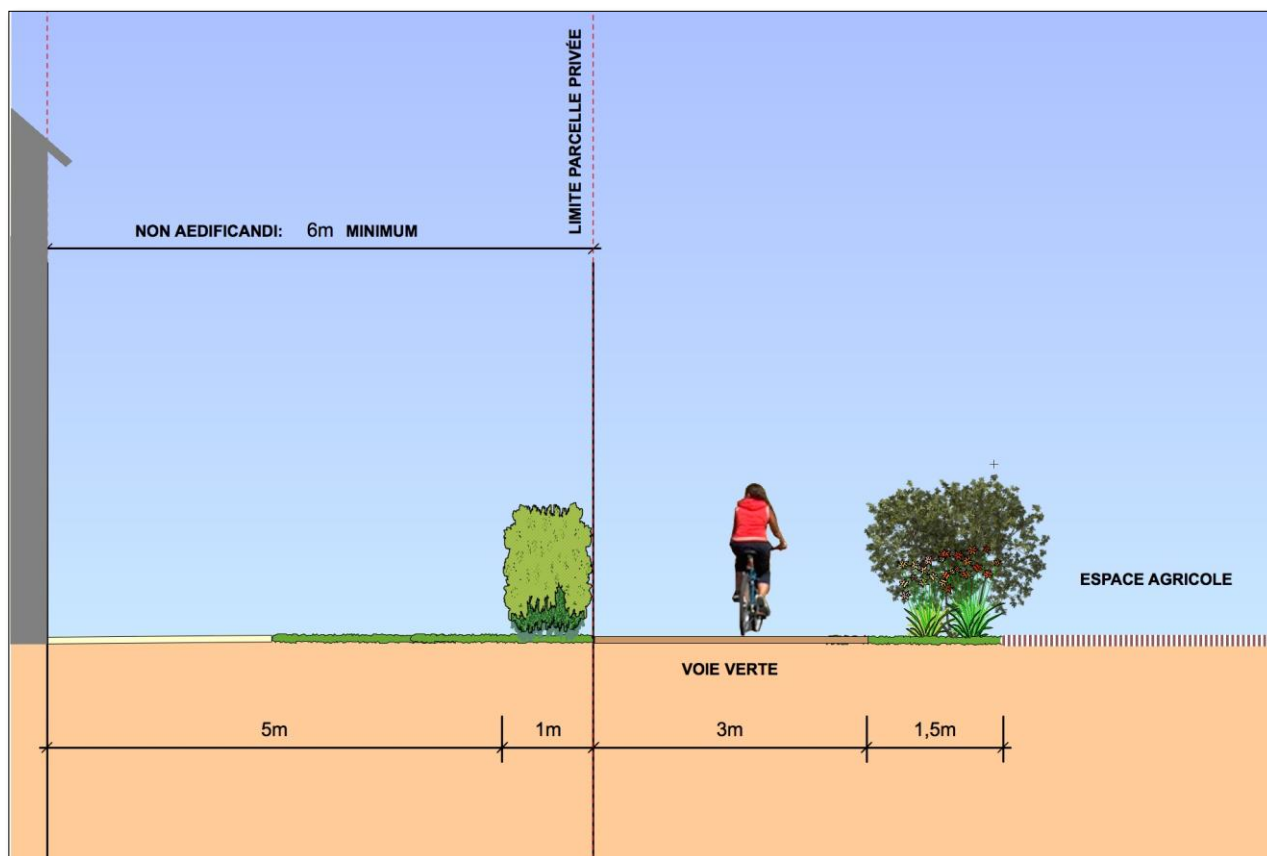 LIMITE PARCELLE PRIVÉE
NON AEDIFICANDI: 6m MINIMUM
ESPACE AGRICOLE
VOIE VERTE
5m
1m
3m
1,5m